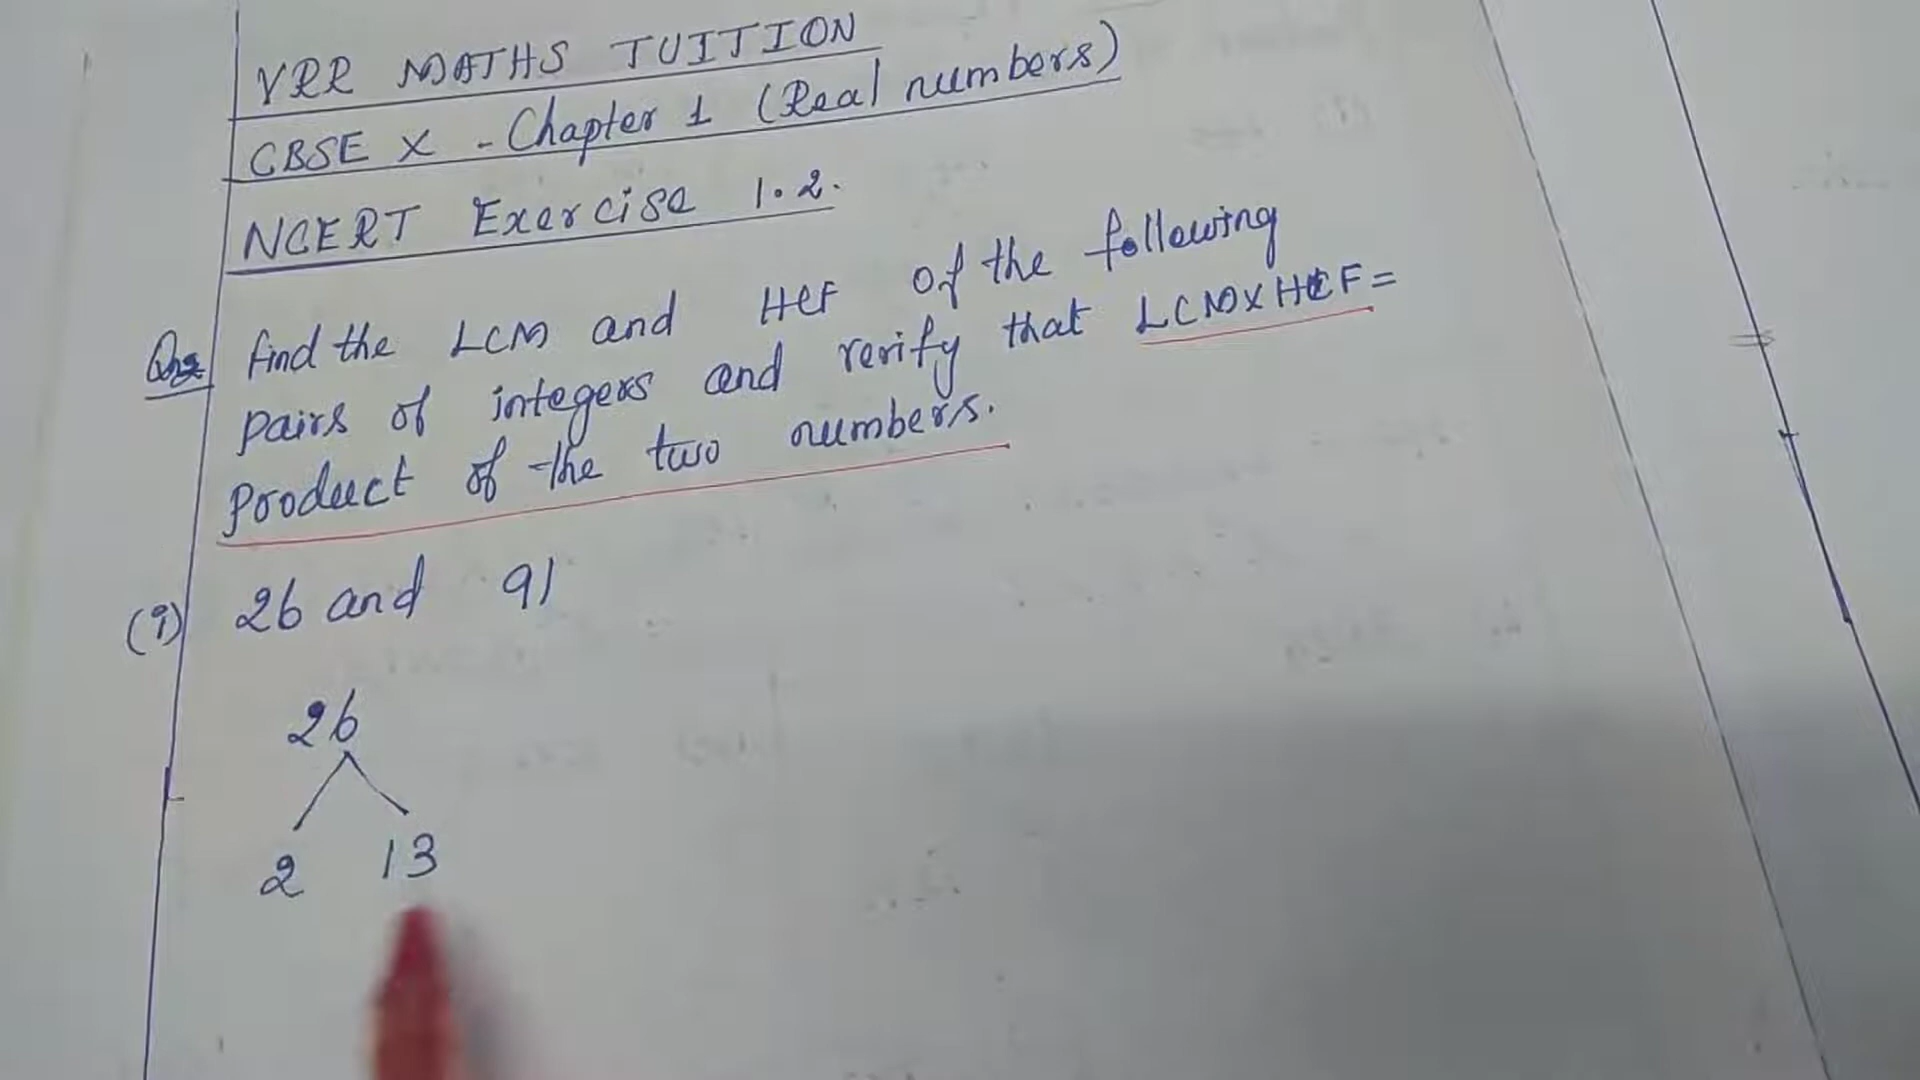 VRR MATHS TUITION
CBSE X - Chapter 1 (Real numbers)
NCERT Exercise 1.2.
Qn2 find the LCM and HCF of the following
pairs of integers and verify that LCM X HCF =
product of the two numbers.
(i) 26 and 91
26
2 13